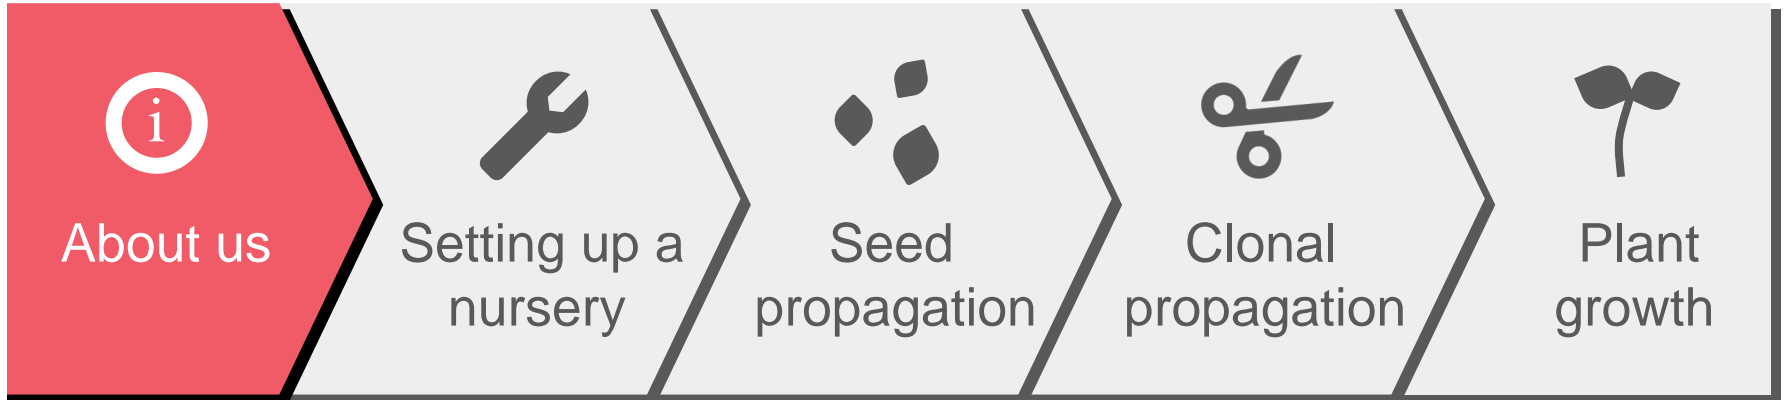 i
About us
Setting up a
nursery
Seed
propagation
Clonal
propagation
Plant
growth